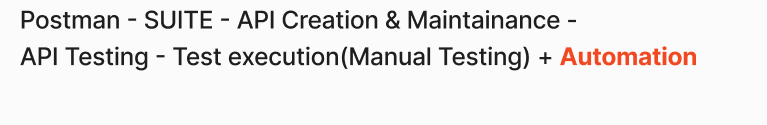 Postman - SUITE - API Creation & Maintainance -
API Testing - Test execution(Manual Testing) + Automation